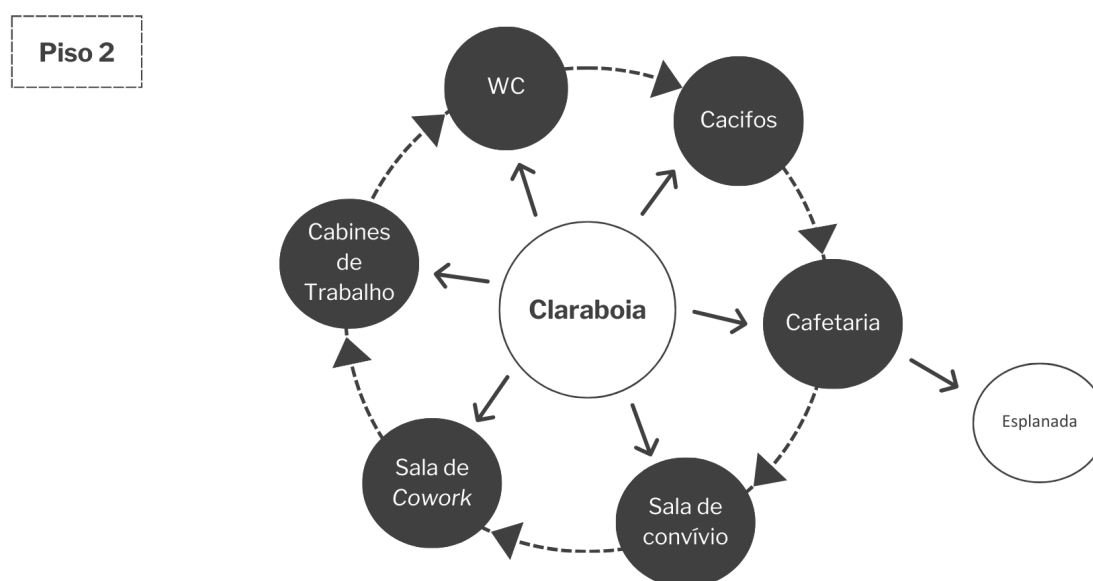 Piso 2
WC
Cacifos
Cabines
de
Trabalho
Claraboia
Cafetaria
Esplanada
Sala de
Cowork
Sala de
convívio